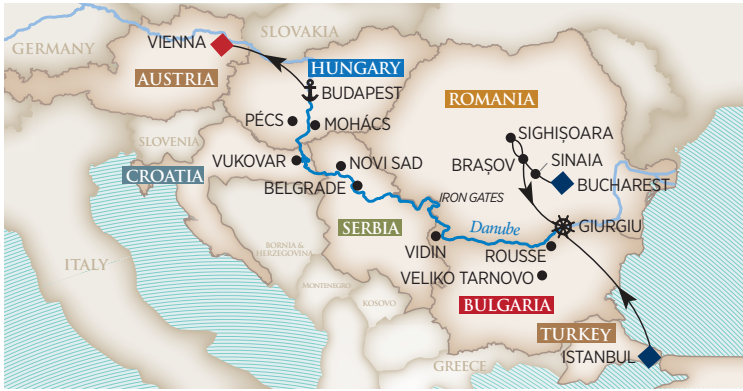 GERMANY
SLOVAKIA
VIENNA
AUSTRIA
HUNGARY
BUDAPEST
ROMANIA
PÉCS
MOHÁCS
SIGHIȘOARA
SLOVENIA
BRAȘOV
SINAIA
VUKOVAR
NOVI SAD
CROATIA
BELGRADE
BUCHAREST
IRON GATES
SERBIA
Danube
GIURGIU
BORNIA &
HERZEGOVINA
VIDIN
ROUSSE
ITALY
VELIKO TARNOVO
MONTENEGRO
KOSOVO
BULGARIA
TURKEY
ISTANBUL
GREECE